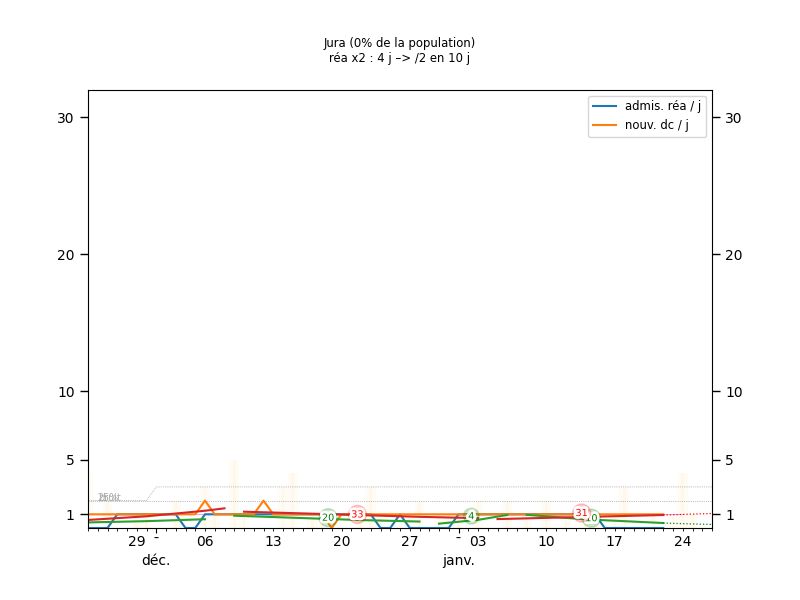 Jura (0% de la population)
réa x2 : 4 j –> /2 en 10 j
admis. réa / j
nouv. dc / j
30 30
20 20
10 10
5 5
1 1
20 33 4 31
29 - 06 13 20 27 - 03 10 17 24
déc. janv.